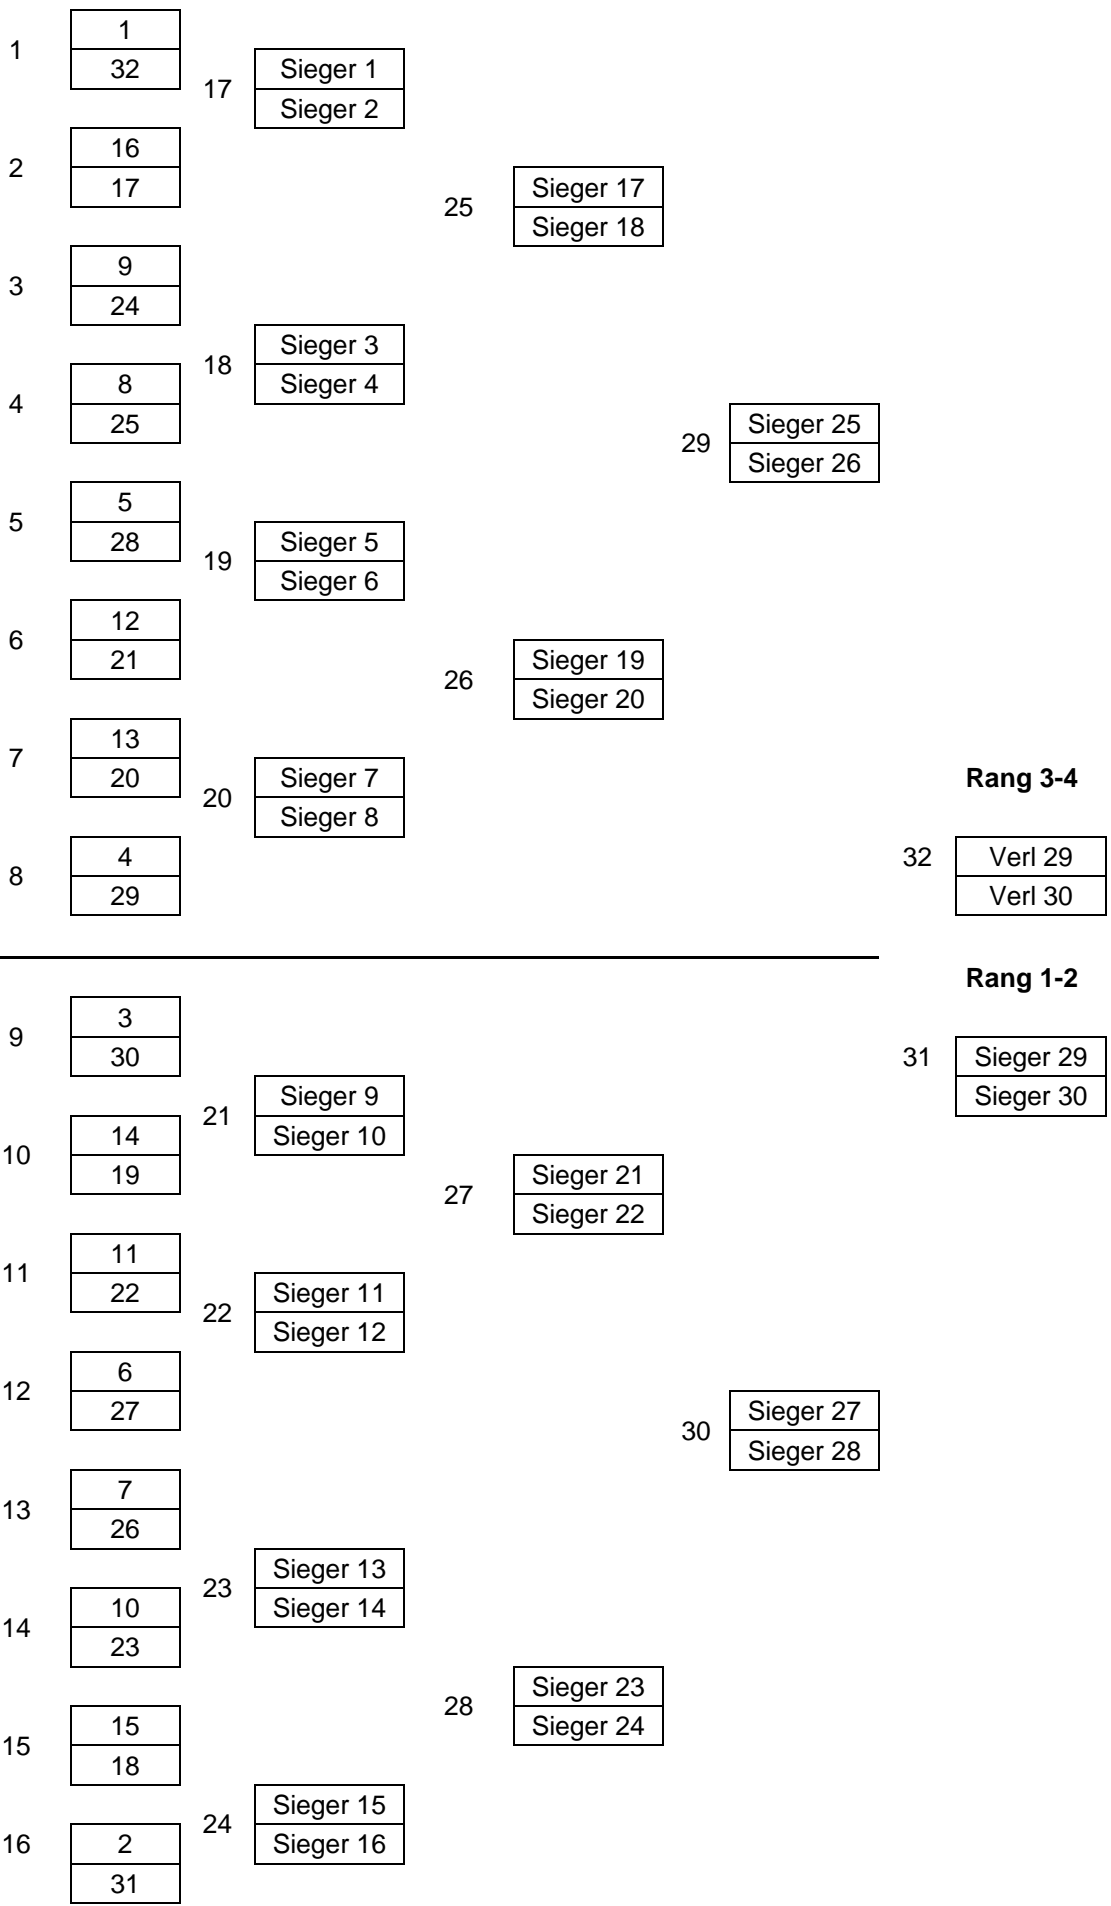 1
1
32
17
Sieger 1
Sieger 2
2
16
17
25
Sieger 17
Sieger 18
3
9
24
18
Sieger 3
Sieger 4
4
8
25
29
Sieger 25
Sieger 26
5
5
28
19
Sieger 5
Sieger 6
6
12
21
26
Sieger 19
Sieger 20
7
13
20
20
Sieger 7
Sieger 8
Rang 3-4
8
4
29
32
Verl 29
Verl 30
Rang 1-2
9
3
30
31
Sieger 29
Sieger 30
21
Sieger 9
Sieger 10
10
14
19
27
Sieger 21
Sieger 22
11
11
22
22
Sieger 11
Sieger 12
12
6
27
30
Sieger 27
Sieger 28
13
7
26
23
Sieger 13
Sieger 14
14
10
23
28
Sieger 23
Sieger 24
15
15
18
24
Sieger 15
Sieger 16
16
2
31